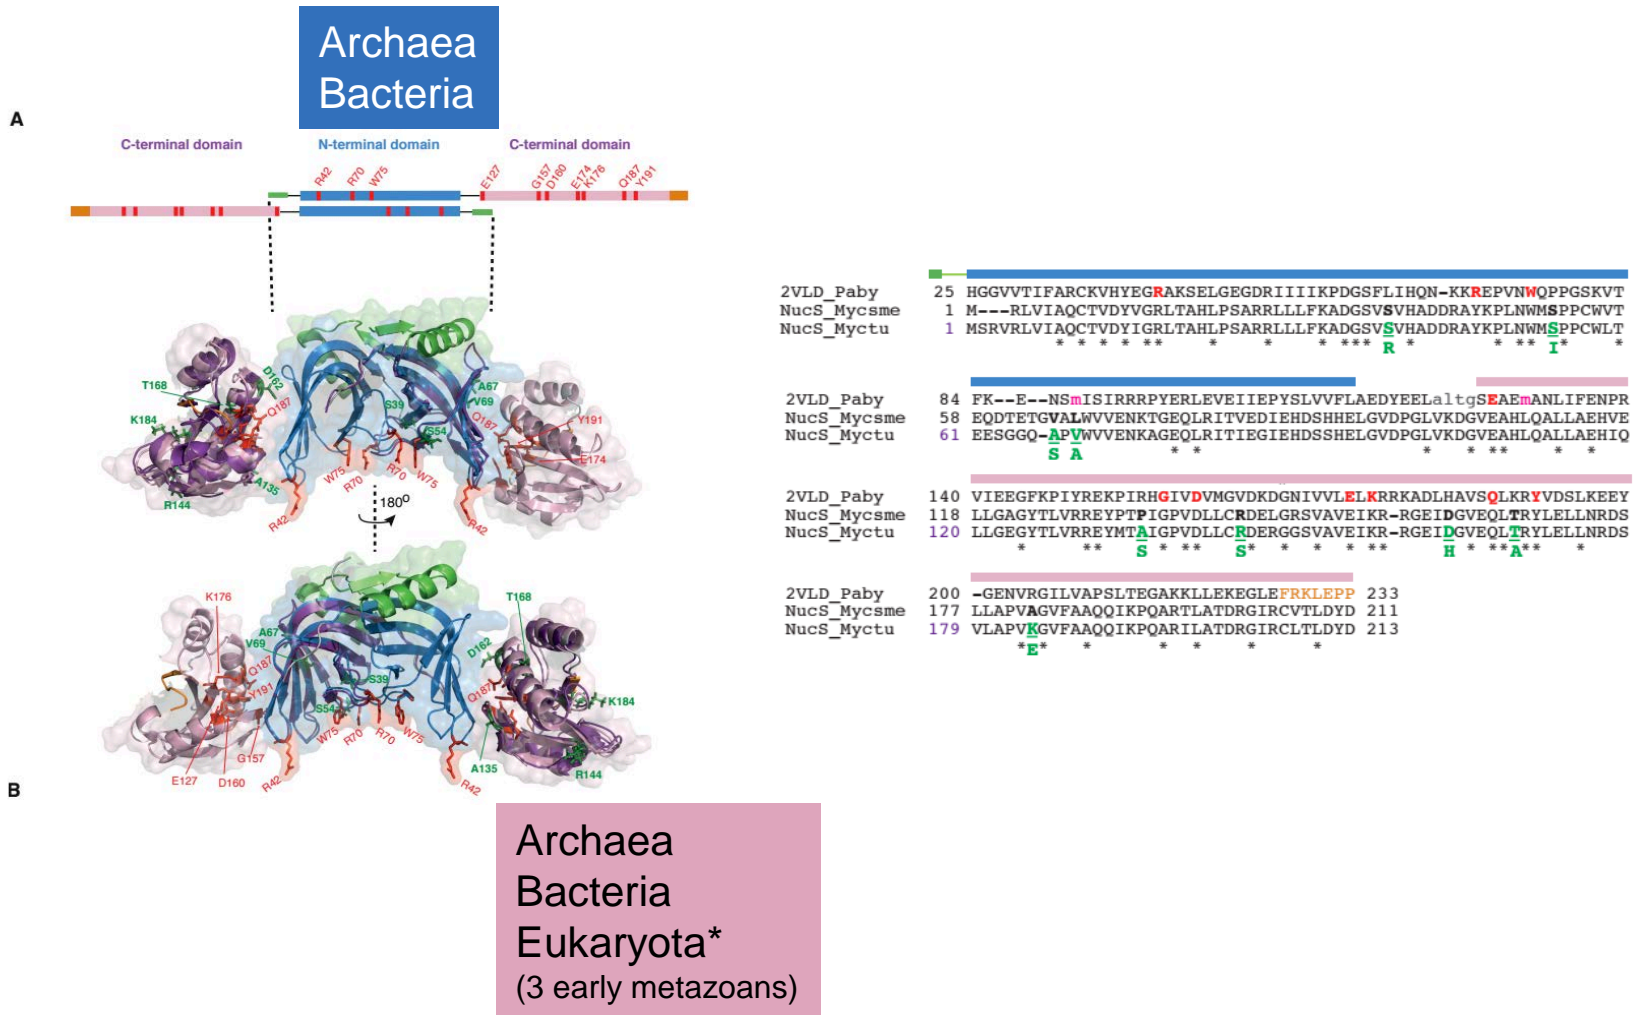 Archaea
Bacteria
A
C-terminal domain N-terminal domain C-terminal domain
R42 R70 W75 E127 G157 D160 E174 K176 Q187 Y191
T168 D162 Q187 K184 A135 R144
A67 V69 S39 S54 Q187 Y191 E174
W75 R70 R70 W75
R42 R42
180º
K176 A67 V69 Q187 Y191 S39 S54
T168 D162 Q187 K184 A135 R144
W75 R70 R70 W75
G157 E127 D160 R42 R42
B
Archaea
Bacteria
Eukaryota*
(3 early metazoans)
2VLD_Paby 25 HGGVVTIFARCKVHYEGRAKSELGEGDRIIIIKPDGSFLIHQN-KKREPVNWQPPGSKVT
NucS_Mycsme 1 M---RLVIAQCTVDYVGRLTAHLPSARRLLLFKADGSVSVHADDRAYKPLNWMSPPCWVT
NucS_Myctu 1 MSRVRLVIAQCTVDYIGRLTAHLPSARRLLLFKADGSVSVHADDRAYKPLNWMSPPCWLT
* * * * ** * * * *** R * * ** I* *
2VLD_Paby 84 FK--E--NSmISIRRRPYERLEVEIIEPYSLVVFLAEDYEELaltgSEAEmANLIFENPR
NucS_Mycsme 58 EQDTETGVALWVVENKTGEQLRITVEDIEHDSSHELGVDPGLVKDGVEAHLQALLAEHVE
NucS_Myctu 61 EESGGQ-APVWVVENKAGEQLRITIEGIEHDSSHELGVDPGLVKDGVEAHLQALLAEHIQ
S A * * * ** * *
2VLD_Paby 140 VIEEGFKPIYREKPIRHGIVDVMGVDKDGNIVVLELKRRKADLHAVSQLKRYVDSLKEEY
NucS_Mycsme 118 LLGAGYTLVRREYPTPIGPVDLLCRDELGRSVAVEIKR-RGEIDGVEQLTRYLELLNRDS
NucS_Myctu 120 LLGEGYTLVRREYMTAIGPVDLLCRDERGGSVAVEIKR-RGEIDGVEQLTRYLELLNRDS
* ** S * ** S* * * * ** H * **A** *
2VLD_Paby 200 -GENVRGILVAPSLTEGAKKLLEKEGLEFRKLEPP 233
NucS_Mycsme 177 LLAPVAGVFAAQQIKPQARTLATDRGIRCVTLDYD 211
NucS_Myctu 179 VLAPVKGVFAAQQIKPQARILATDRGIRCLTLDYD 213
*E* * * * * *